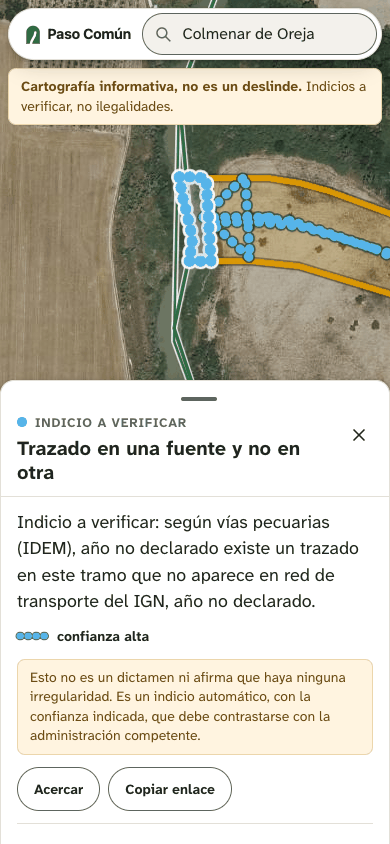 Paso Común
Colmenar de Oreja
Cartografía informativa, no es un deslinde. Indicios a
verificar, no ilegalidades.
INDICIO A VERIFICAR
Trazado en una fuente y no en
otra
Indicio a verificar: según vías pecuarias
(IDEM), año no declarado existe un trazado
en este tramo que no aparece en red de
transporte del IGN, año no declarado.
confianza alta
Esto no es un dictamen ni afirma que haya ninguna
irregularidad. Es un indicio automático, con la
confianza indicada, que debe contrastarse con la
administración competente.
Acercar
Copiar enlace